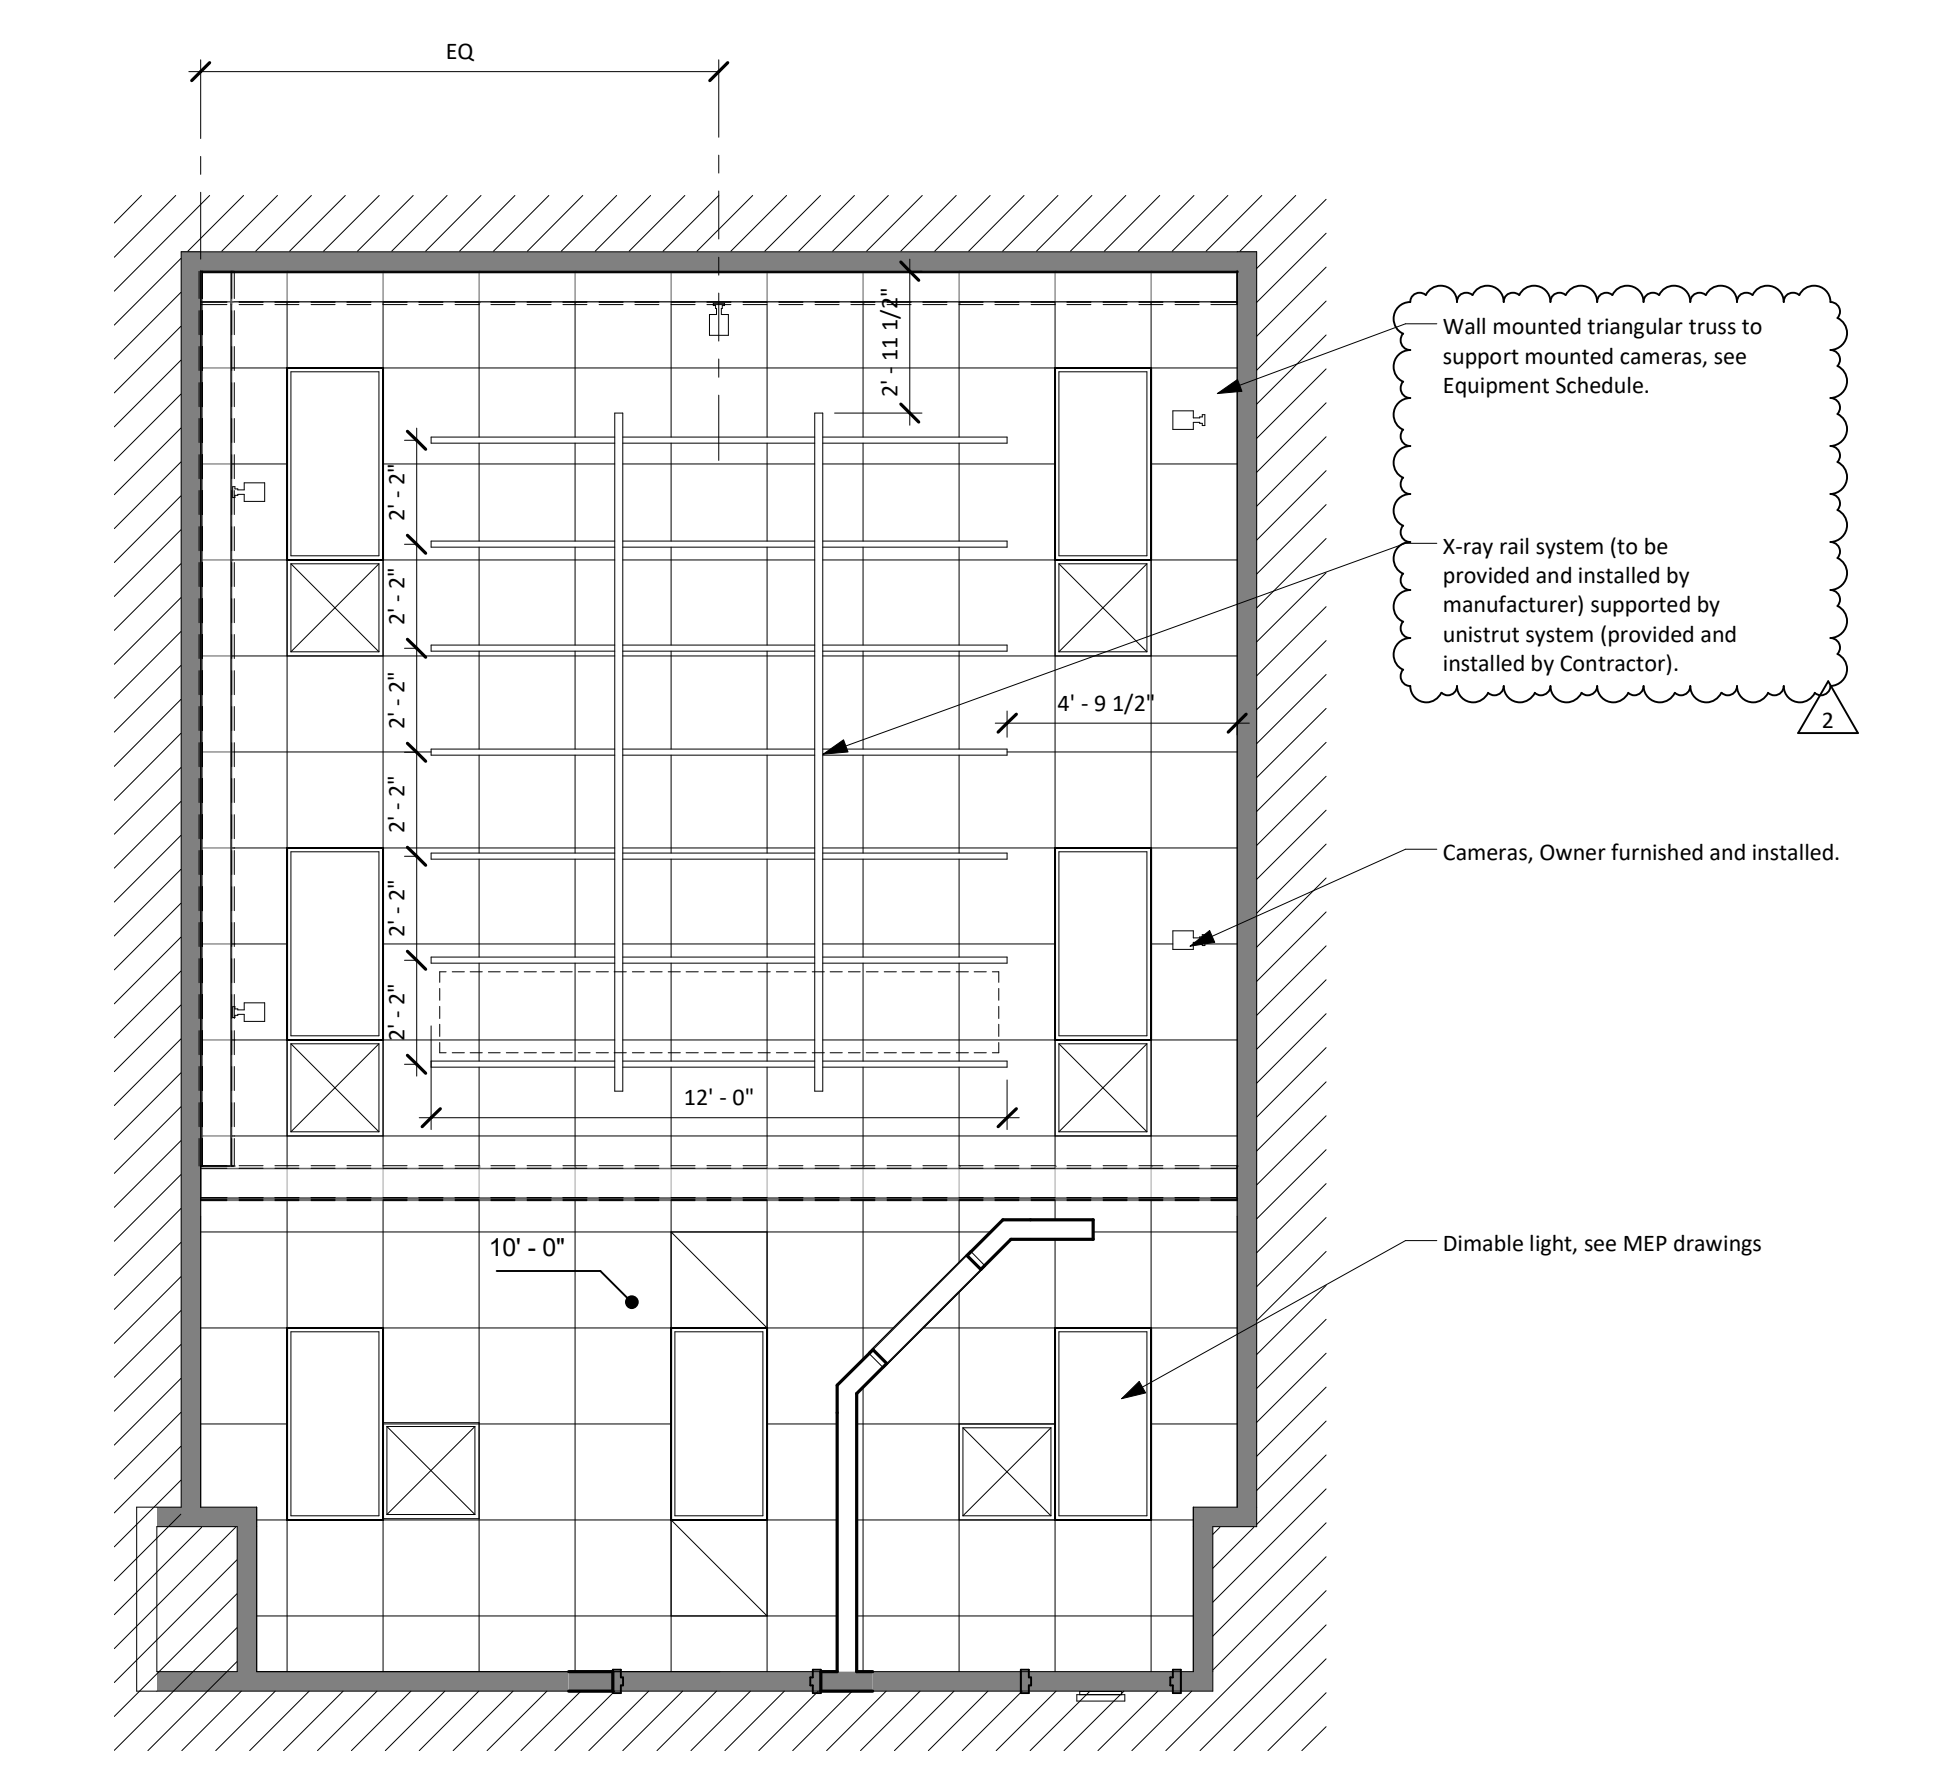 EQ
2' - 11 1/2"
Wall mounted triangular truss to
support mounted cameras, see
Equipment Schedule.
2' - 2"
X-ray rail system (to be
provided and installed by
manufacturer) supported by
unistrut system (provided and
installed by Contractor).
2' - 2"
2' - 2"
4' - 9 1/2"
2
2' - 2"
Cameras, Owner furnished and installed.
2' - 2"
2' - 2"
12' - 0"
10' - 0"
Dimable light, see MEP drawings